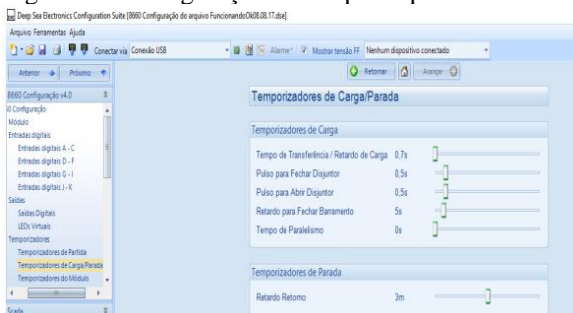 Deep Sea Electronics Configuration Suite [8660 Configuração do arquivo FuncionandoOk08.08.17.dse]
Arquivo Ferramentas Ajuda
Conectar via Conexão USB Alarme Mostrar tensão FF Nenhum dispositivo conectado
Anterior Próximo
Retornar Avançar
8660 Configuração v4.0
Configuração
Módulo
Entradas digitais
Entradas digitais A - C
Entradas digitais D - F
Entradas digitais G - I
Entradas digitais J - K
Saídas
Saídas Digitais
LEDs Virtuais
Temporizadores
Temporizadores de Partida
Temporizadores de Carga/Parada
Temporizadores do Módulo
Scada
Temporizadores de Carga/Parada
Temporizadores de Carga
Tempo de Transferência / Retardo de Carga 0,7s
Pulso para Fechar Disjuntor 0,5s
Pulso para Abrir Disjuntor 0,5s
Retardo para Fechar Barramento 5s
Tempo de Paralelismo 0s
Temporizadores de Parada
Retardo Retorno 3m